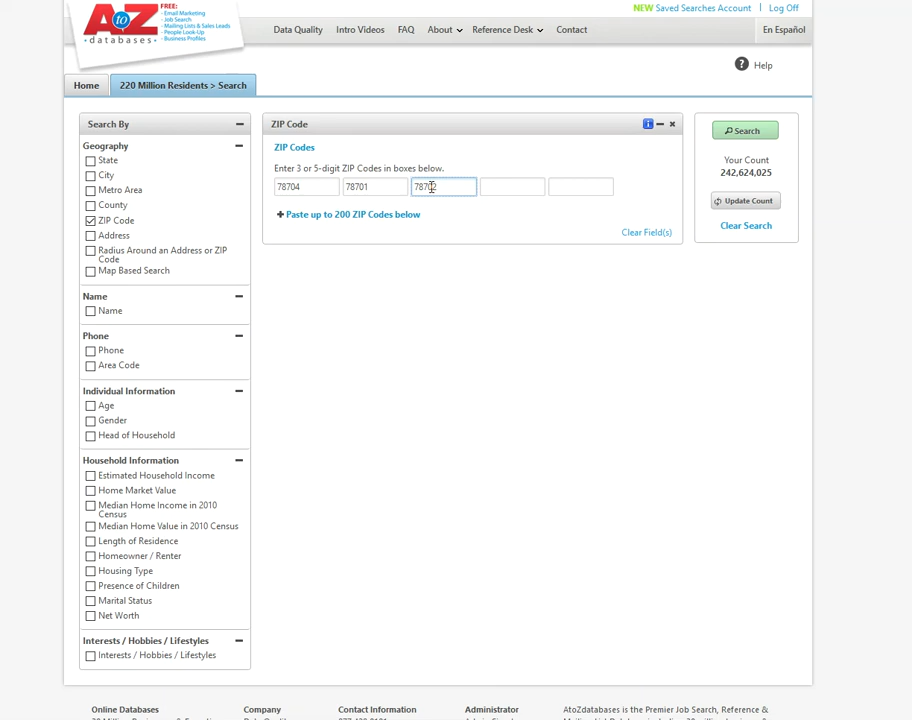 NEW Saved Searches Account | Log Off
AtoZ
databases
FREE:
- Email Marketing
- Job Search
- Mailing Lists & Sales Leads
- People Look-Up
- Business Profiles
Data Quality Intro Videos FAQ About Reference Desk Contact En Español
? Help
Home 220 Million Residents > Search
Search By
Geography
State
City
Metro Area
County
ZIP Code
Address
Radius Around an Address or ZIP
Code
Map Based Search
Name
Name
Phone
Phone
Area Code
Individual Information
Age
Gender
Head of Household
Household Information
Estimated Household Income
Home Market Value
Median Home Income in 2010
Census
Median Home Value in 2010 Census
Length of Residence
Homeowner / Renter
Housing Type
Presence of Children
Marital Status
Net Worth
Interests / Hobbies / Lifestyles
Interests / Hobbies / Lifestyles
ZIP Code
ZIP Codes
Enter 3 or 5-digit ZIP Codes in boxes below.
78704 78701 78702
Paste up to 200 ZIP Codes below
Clear Field(s)
Search
Your Count
242,624,025
Update Count
Clear Search
Online Databases Company Contact Information Administrator AtoZdatabases is the Premier Job Search, Reference &